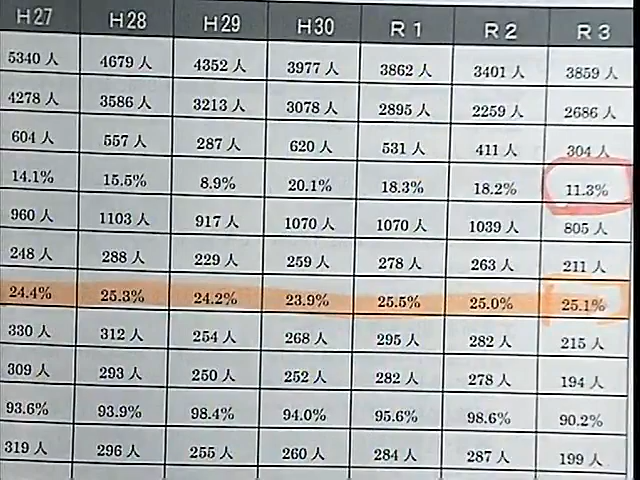 H27 H28 H29 H30 R1 R2 R3
5340人 4679人 4352人 3977人 3862人 3401人 3859人
4278人 3586人 3213人 3078人 2895人 2259人 2686人
604人 557人 287人 620人 531人 411人 304人
14.1% 15.5% 8.9% 20.1% 18.3% 18.2% 11.3%
960人 1103人 917人 1070人 1070人 1039人 805人
248人 288人 229人 259人 278人 263人 211人
24.4% 25.3% 24.2% 23.9% 25.5% 25.0% 25.1%
330人 312人 254人 268人 295人 282人 215人
309人 293人 250人 252人 282人 278人 194人
93.6% 93.9% 98.4% 94.0% 95.6% 98.6% 90.2%
319人 296人 255人 260人 284人 287人 199人